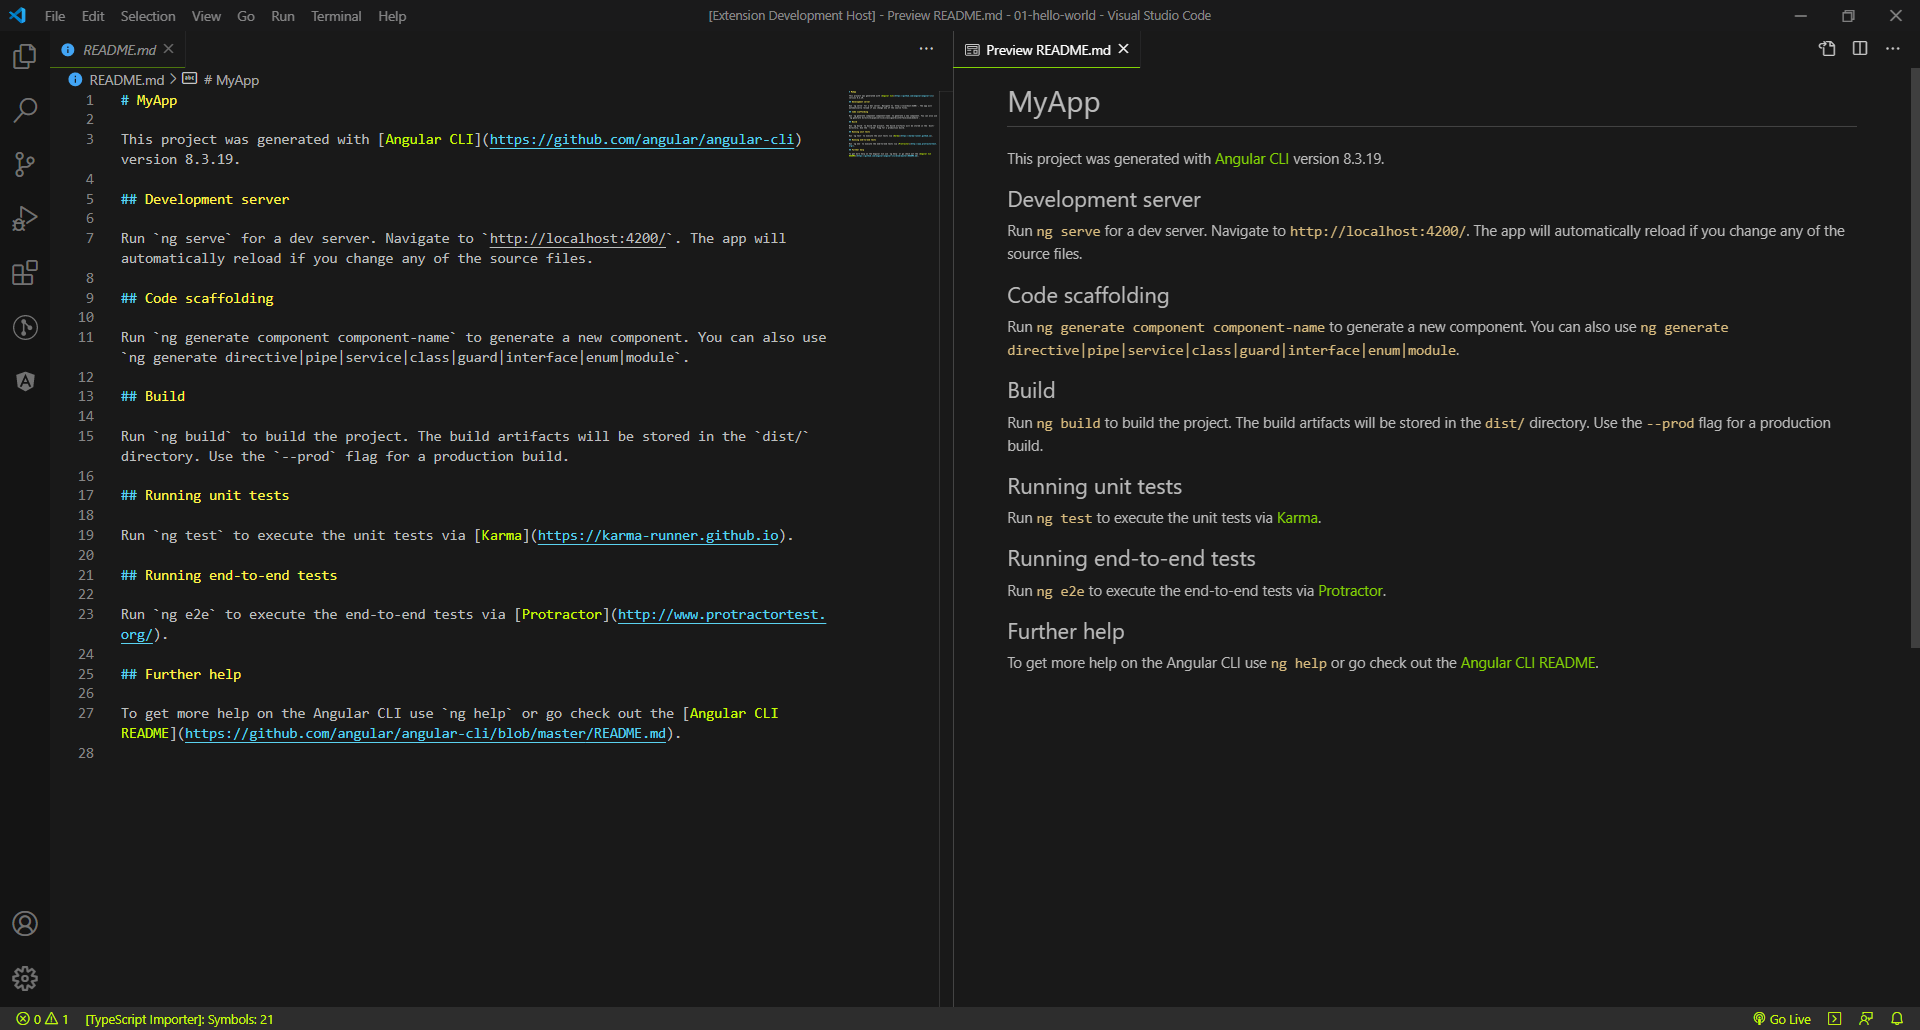 File Edit Selection View Go Run Terminal Help
[Extension Development Host] - Preview README.md - 01-hello-world - Visual Studio Code
README.md
README.md > # MyApp
1 # MyApp
2
3 This project was generated with [Angular CLI](https://github.com/angular/angular-cli)
version 8.3.19.
4
5 ## Development server
6
7 Run `ng serve` for a dev server. Navigate to `http://localhost:4200/`. The app will
automatically reload if you change any of the source files.
8
9 ## Code scaffolding
10
11 Run `ng generate component component-name` to generate a new component. You can also use
`ng generate directive|pipe|service|class|guard|interface|enum|module`.
12
13 ## Build
14
15 Run `ng build` to build the project. The build artifacts will be stored in the `dist/`
directory. Use the `--prod` flag for a production build.
16
17 ## Running unit tests
18
19 Run `ng test` to execute the unit tests via [Karma](https://karma-runner.github.io).
20
21 ## Running end-to-end tests
22
23 Run `ng e2e` to execute the end-to-end tests via [Protractor](http://www.protractortest.
org/).
24
25 ## Further help
26
27 To get more help on the Angular CLI use `ng help` or go check out the [Angular CLI
README](https://github.com/angular/angular-cli/blob/master/README.md).
28
Preview README.md
MyApp
This project was generated with Angular CLI version 8.3.19.
Development server
Run ng serve for a dev server. Navigate to http://localhost:4200/. The app will automatically reload if you change any of the
source files.
Code scaffolding
Run ng generate component component-name to generate a new component. You can also use ng generate
directive|pipe|service|class|guard|interface|enum|module.
Build
Run ng build to build the project. The build artifacts will be stored in the dist/ directory. Use the --prod flag for a production
build.
Running unit tests
Run ng test to execute the unit tests via Karma.
Running end-to-end tests
Run ng e2e to execute the end-to-end tests via Protractor.
Further help
To get more help on the Angular CLI use ng help or go check out the Angular CLI README.
0 1 [TypeScript Importer]: Symbols: 21
Go Live